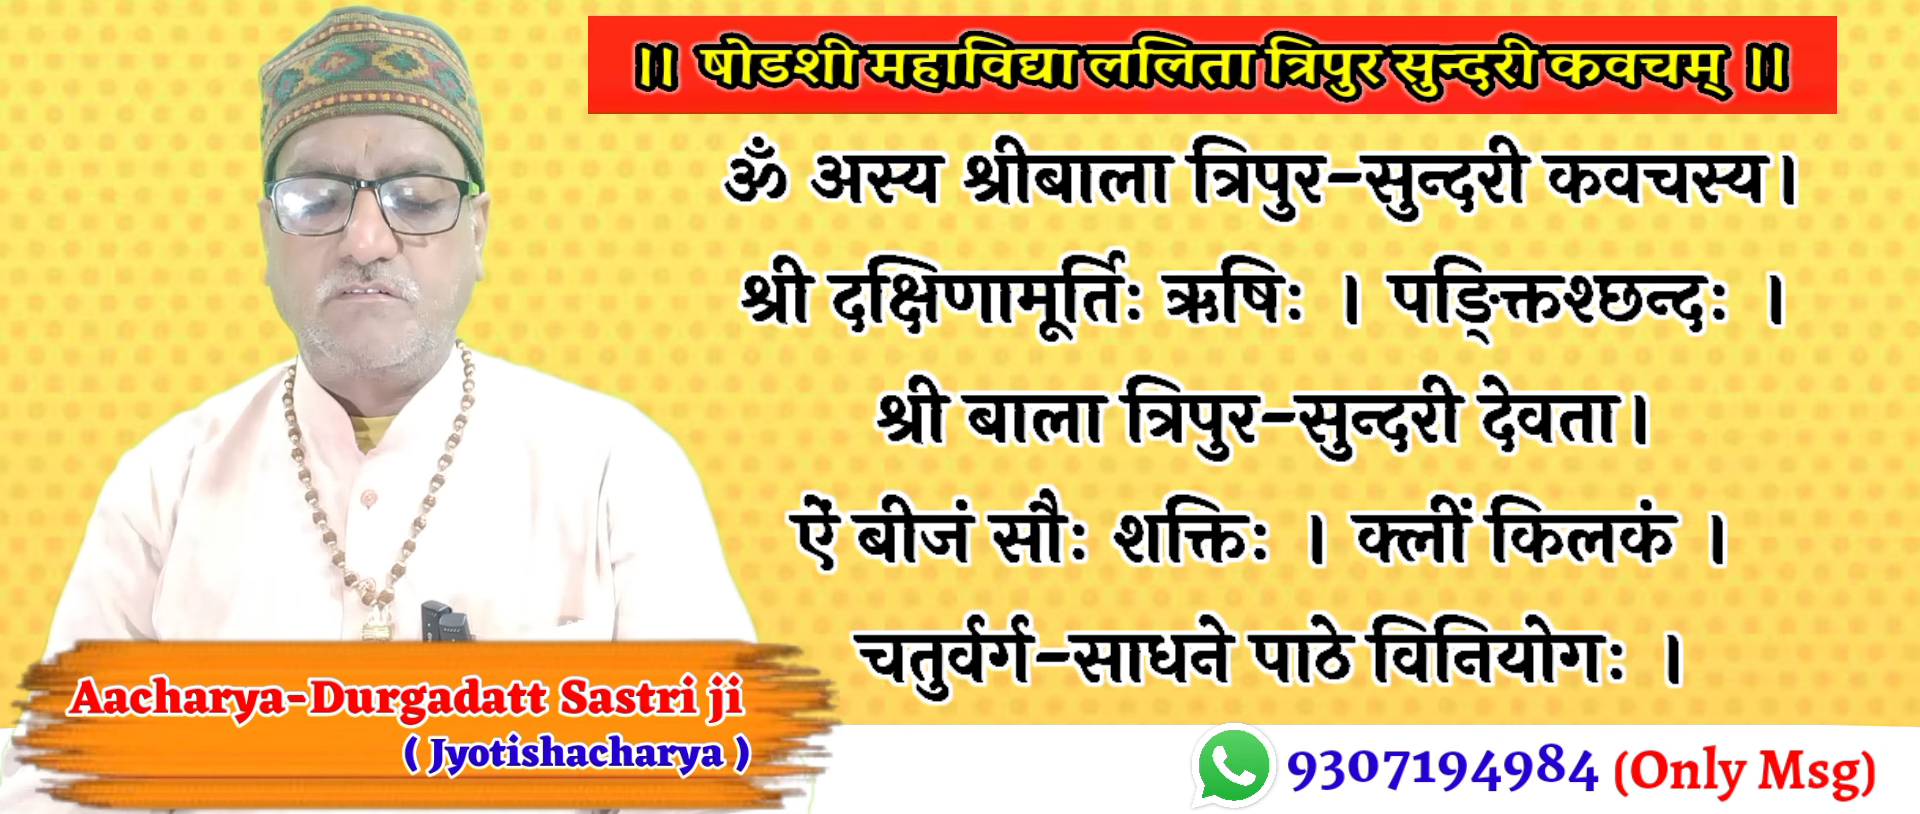 ।। षोडशी महाविद्या ललिता त्रिपुर सुन्दरी कवचम् ।।
ॐ अस्य श्रीबाला त्रिपुर-सुन्दरी कवचस्य।
श्री दक्षिणामूर्तिः ऋषिः । पङ्क्तिश्छन्दः ।
श्री बाला त्रिपुर-सुन्दरी देवता।
ऐं बीजं सौः शक्तिः । क्लीं किलकं ।
चतुर्वर्ग-साधने पाठे विनियोगः ।
Aacharya-Durgadatt Sastri ji
( Jyotishacharya )
9307194984 (Only Msg)